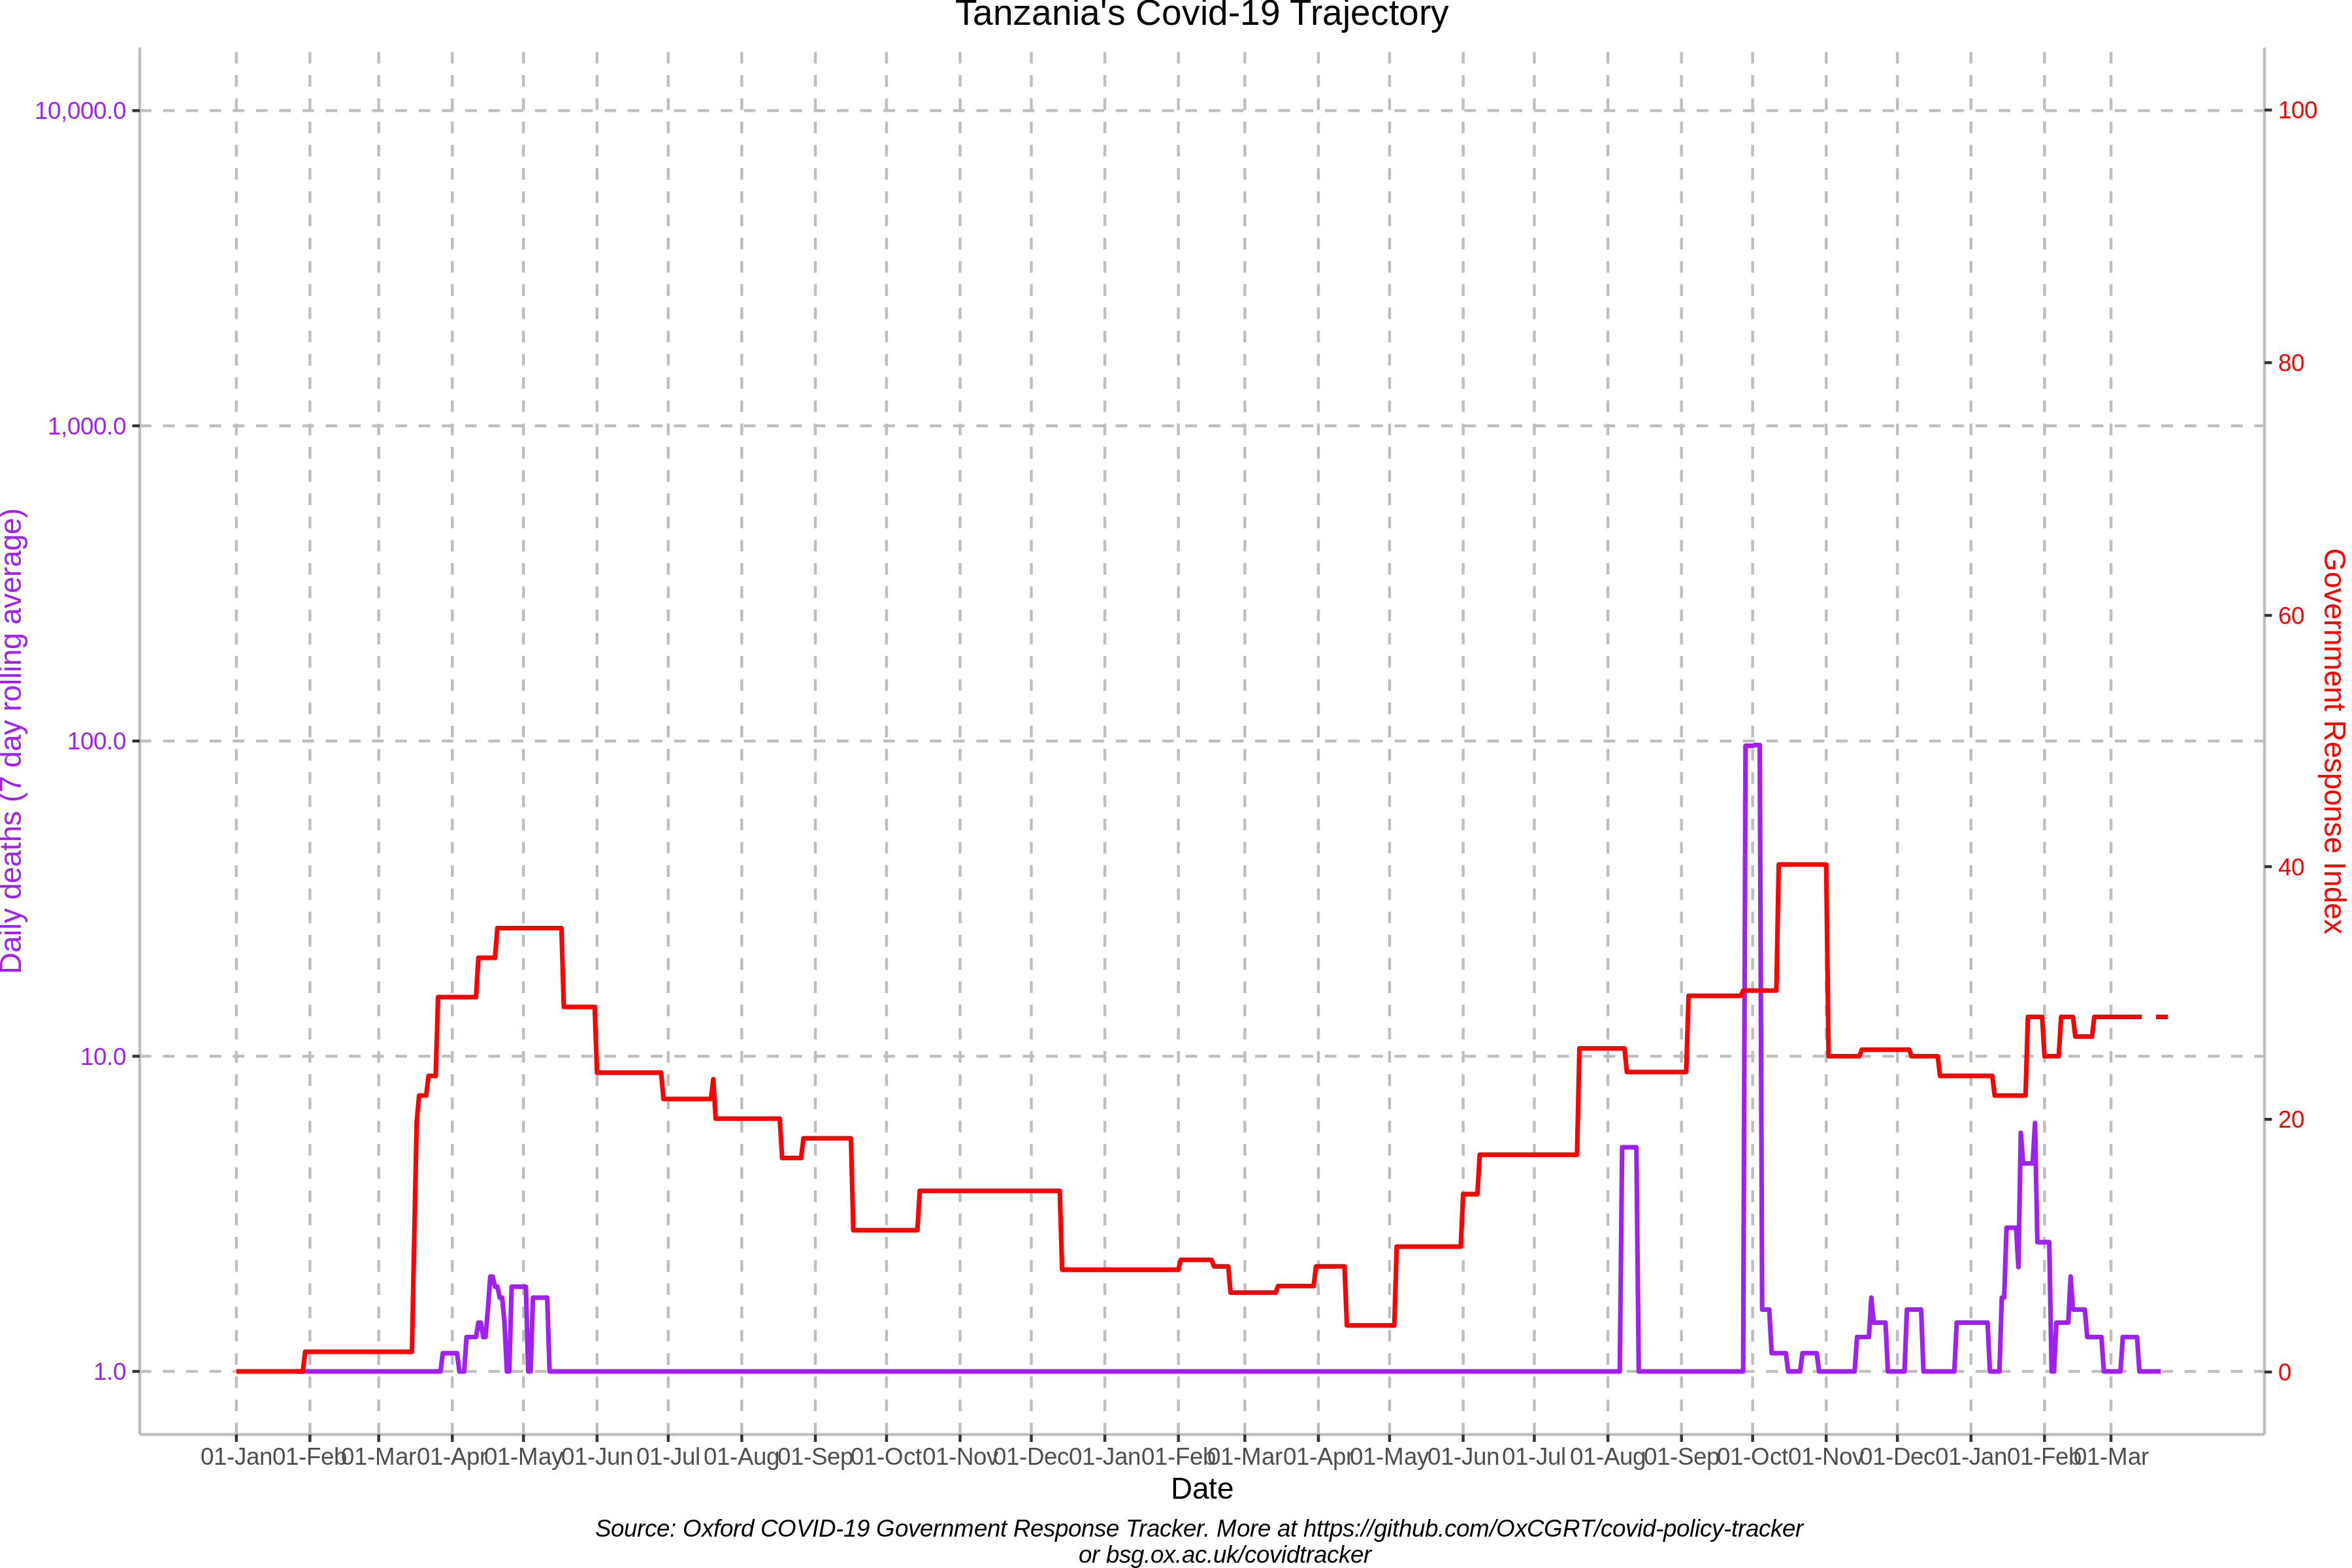 Tanzania's Covid-19 Trajectory
10,000.0
1,000.0
100.0
10.0
1.0
Daily deaths (7 day rolling average)
100
80
60
40
20
0
Government Response Index
01-Jan 01-Feb 01-Mar 01-Apr 01-May 01-Jun 01-Jul 01-Aug 01-Sep 01-Oct 01-Nov 01-Dec 01-Jan 01-Feb 01-Mar 01-Apr 01-May 01-Jun 01-Jul 01-Aug 01-Sep 01-Oct 01-Nov 01-Dec 01-Jan 01-Feb 01-Mar
Date
Source: Oxford COVID-19 Government Response Tracker. More at https://github.com/OxCGRT/covid-policy-tracker
or bsg.ox.ac.uk/covidtracker